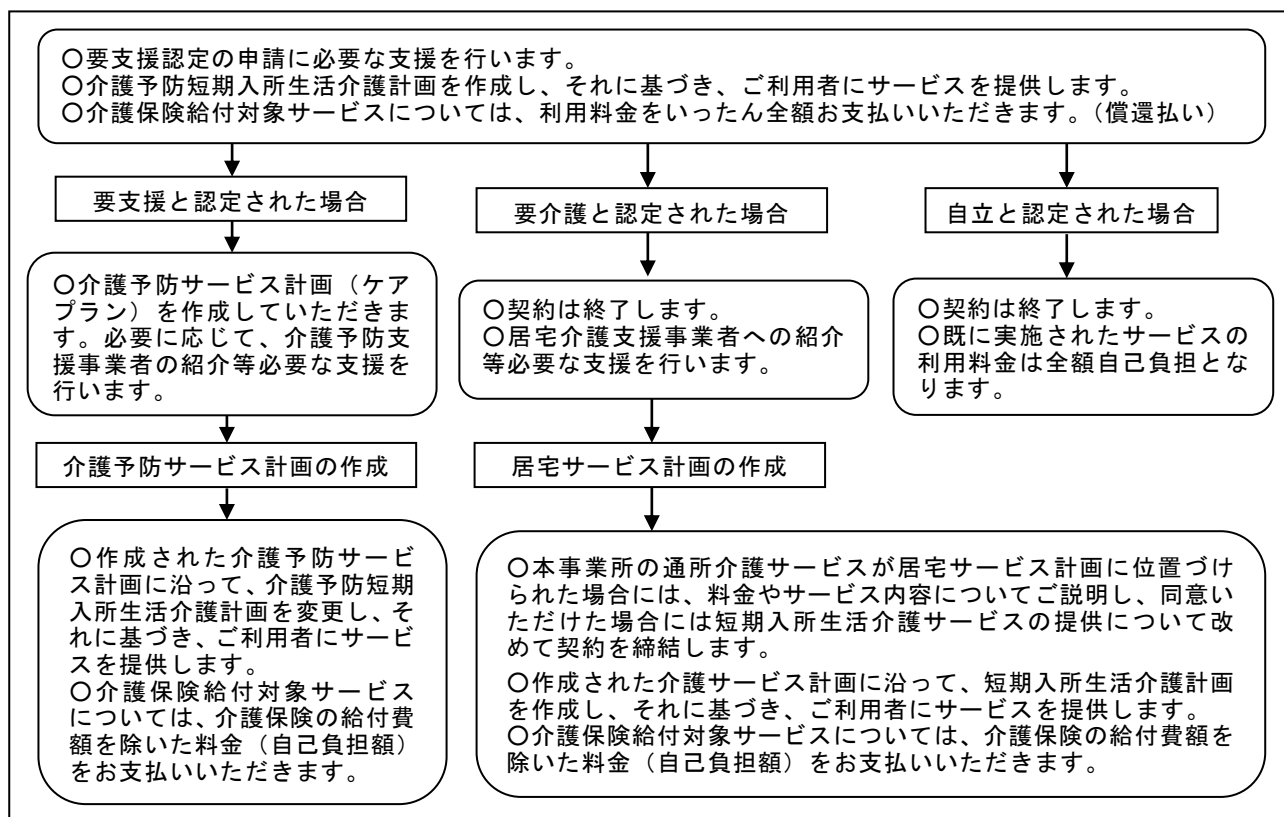 〇要支援認定の申請に必要な支援を行います。
〇介護予防短期入所生活介護計画を作成し、それに基づき、ご利用者にサービスを提供します。
〇介護保険給付対象サービスについては、利用料金をいったん全額お支払いいただきます。（償還払い）
要支援と認定された場合
要介護と認定された場合
自立と認定された場合
〇介護予防サービス計画（ケア
プラン）を作成していただきま
す。必要に応じて、介護予防支
援事業者の紹介等必要な支援を
行います。
〇契約は終了します。
〇居宅介護支援事業者への紹介
等必要な支援を行います。
〇契約は終了します。
〇既に実施されたサービスの
利用料金は全額自己負担とな
ります。
介護予防サービス計画の作成
居宅サービス計画の作成
〇作成された介護予防サービ
ス計画に沿って、介護予防短期
入所生活介護計画を変更し、そ
れに基づき、ご利用者にサービ
スを提供します。
〇介護保険給付対象サービス
については、介護保険の給付費
額を除いた料金（自己負担額）
をお支払いいただきます。
〇本事業所の通所介護サービスが居宅サービス計画に位置づけ
られた場合には、料金やサービス内容についてご説明し、同意い
ただけた場合には短期入所生活介護サービスの提供について改
めて契約を締結します。
〇作成された介護サービス計画に沿って、短期入所生活介護計画
を作成し、それに基づき、ご利用者にサービスを提供します。
〇介護保険給付対象サービスについては、介護保険の給付費額を
除いた料金（自己負担額）をお支払いいただきます。